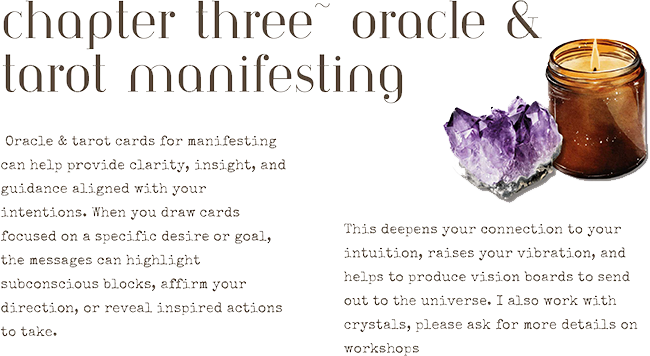 chapter three~ oracle &
tarot manifesting
Oracle & tarot cards for manifesting
can help provide clarity, insight, and
guidance aligned with your
intentions. When you draw cards
focused on a specific desire or goal,
the messages can highlight
subconscious blocks, affirm your
direction, or reveal inspired actions
to take.
This deepens your connection to your
intuition, raises your vibration, and
helps to produce vision boards to send
out to the universe. I also work with
crystals, please ask for more details on
workshops